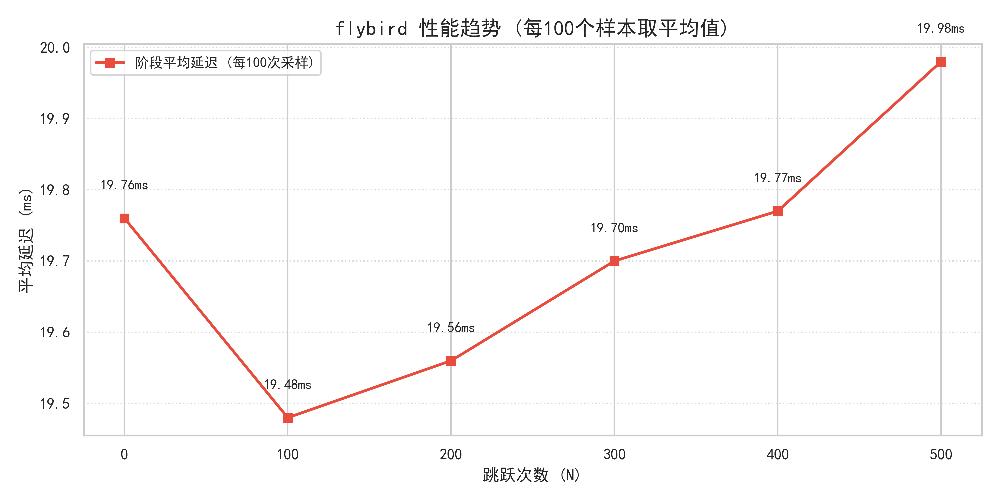 flybird 性能趋势 (每100个样本取平均值)
19.98ms
阶段平均延迟 (每100次采样)
20.0
19.9
19.8
19.7
19.6
19.5
平均延迟 (ms)
19.76ms
19.48ms
19.56ms
19.70ms
19.77ms
0
100
200
300
400
500
跳跃次数 (N)